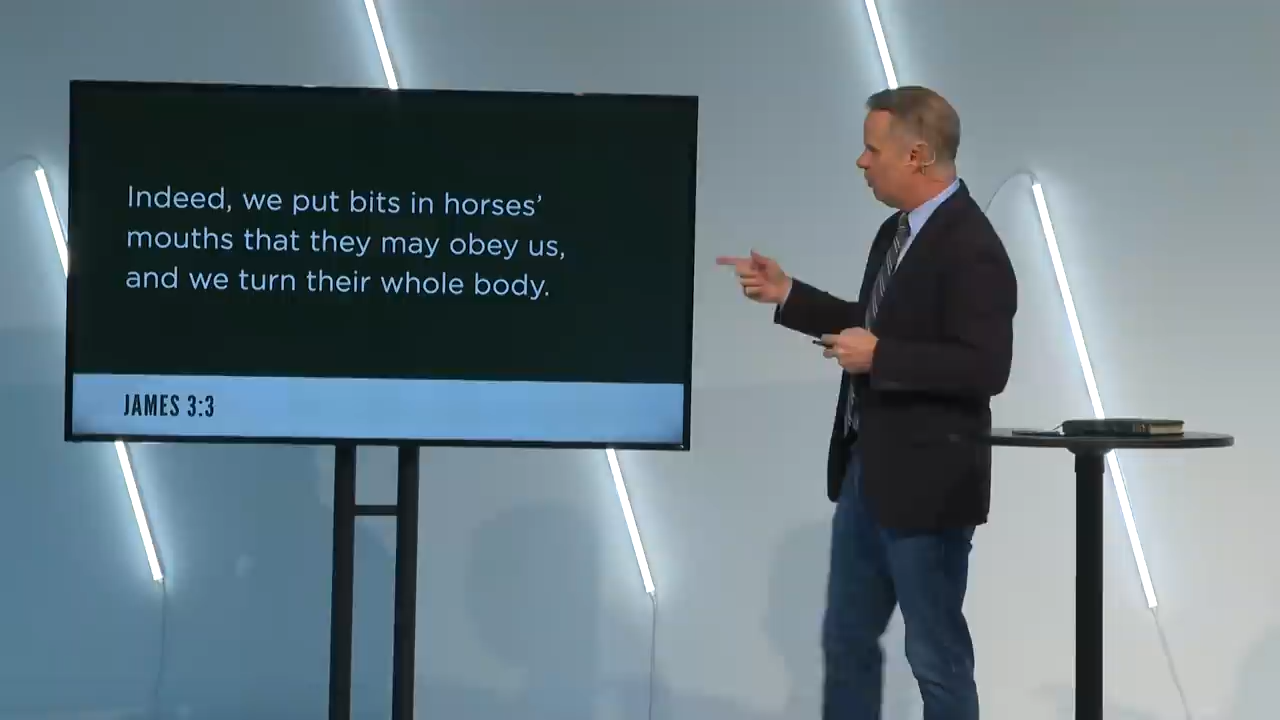 Indeed, we put bits in horses’
mouths that they may obey us,
and we turn their whole body.
JAMES 3:3